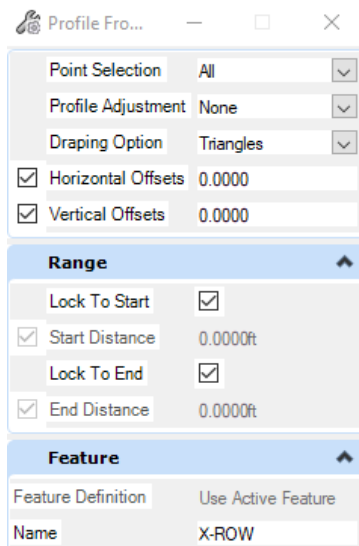 Profile Fro...
Point Selection All
Profile Adjustment None
Draping Option Triangles
Horizontal Offsets 0.0000
Vertical Offsets 0.0000
Range
Lock To Start
Start Distance 0.0000ft
Lock To End
End Distance 0.0000ft
Feature
Feature Definition Use Active Feature
Name X-ROW